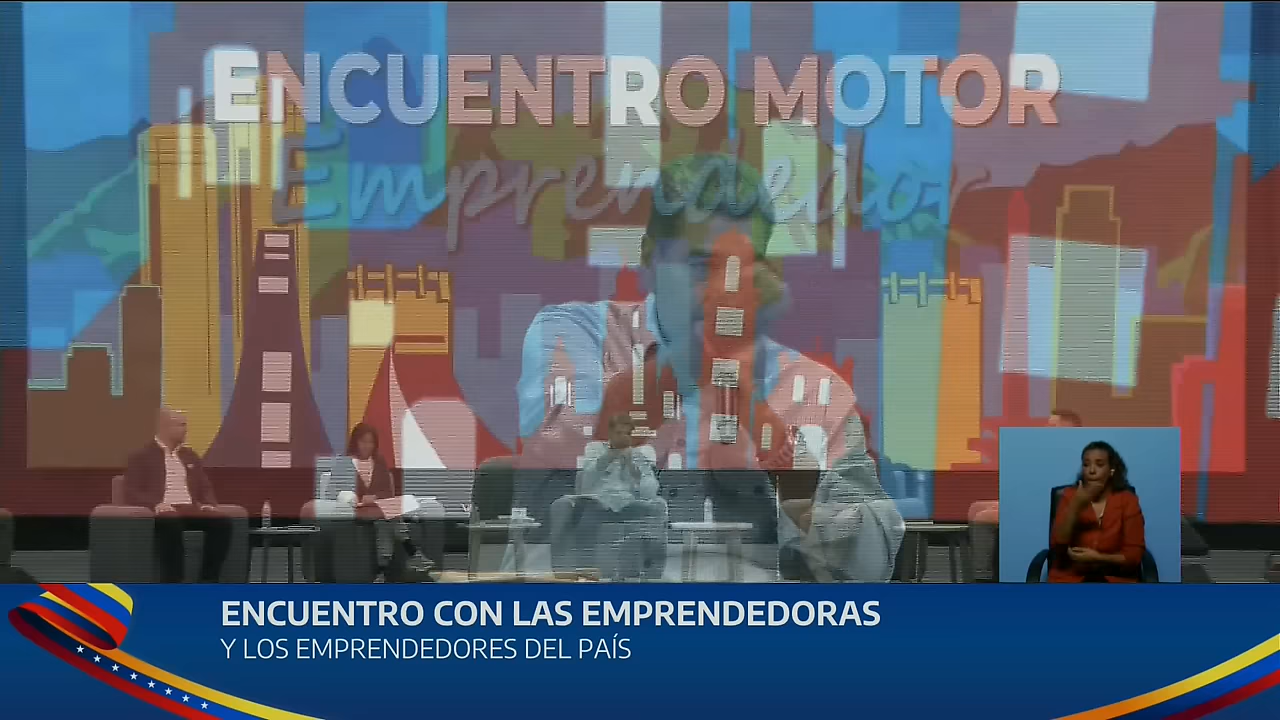 ENCUENTRO MOTOR
Emprendedor
ENCUENTRO CON LAS EMPRENDEDORAS
Y LOS EMPRENDEDORES DEL PAÍS